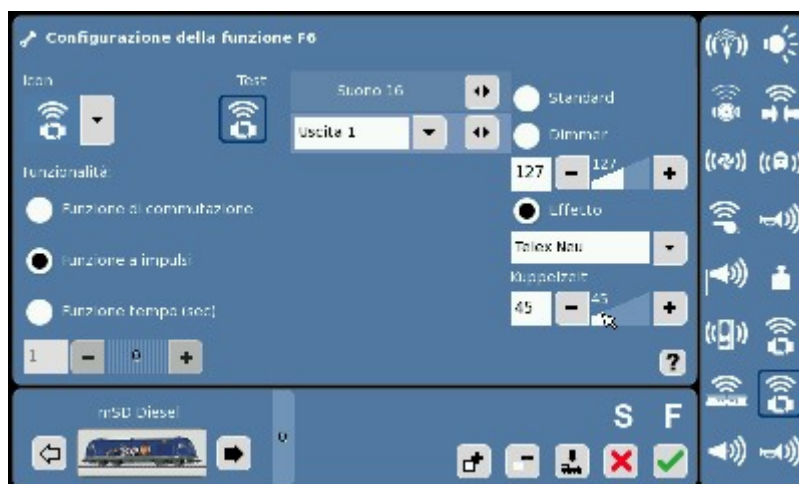 Configurazione della funzione F6
Icon
Test
Suono 16
Standard
Uscita 1
Dimmer
127
127
Funzionalità:
Funzione di commutazione
Effetto
Telex Neu
Funzione a impulsi
Kuppelzeit
45
45
Funzione tempo (sec)
1
0
?
mSD Diesel
0
S F